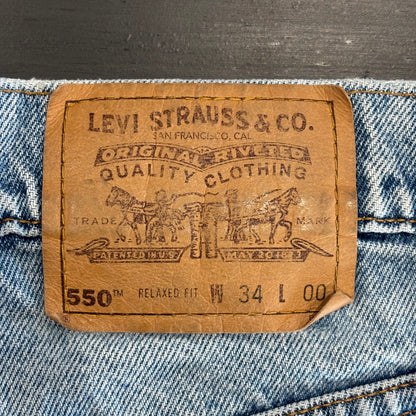 LEVI STRAUSS & CO.
SAN FRANCISCO, CAL.
ORIGINAL RIVETED
QUALITY CLOTHING
TRADE MARK
PATENTED IN U.S. MAY 20 1873
550™ RELAXED FIT W 34 L 00